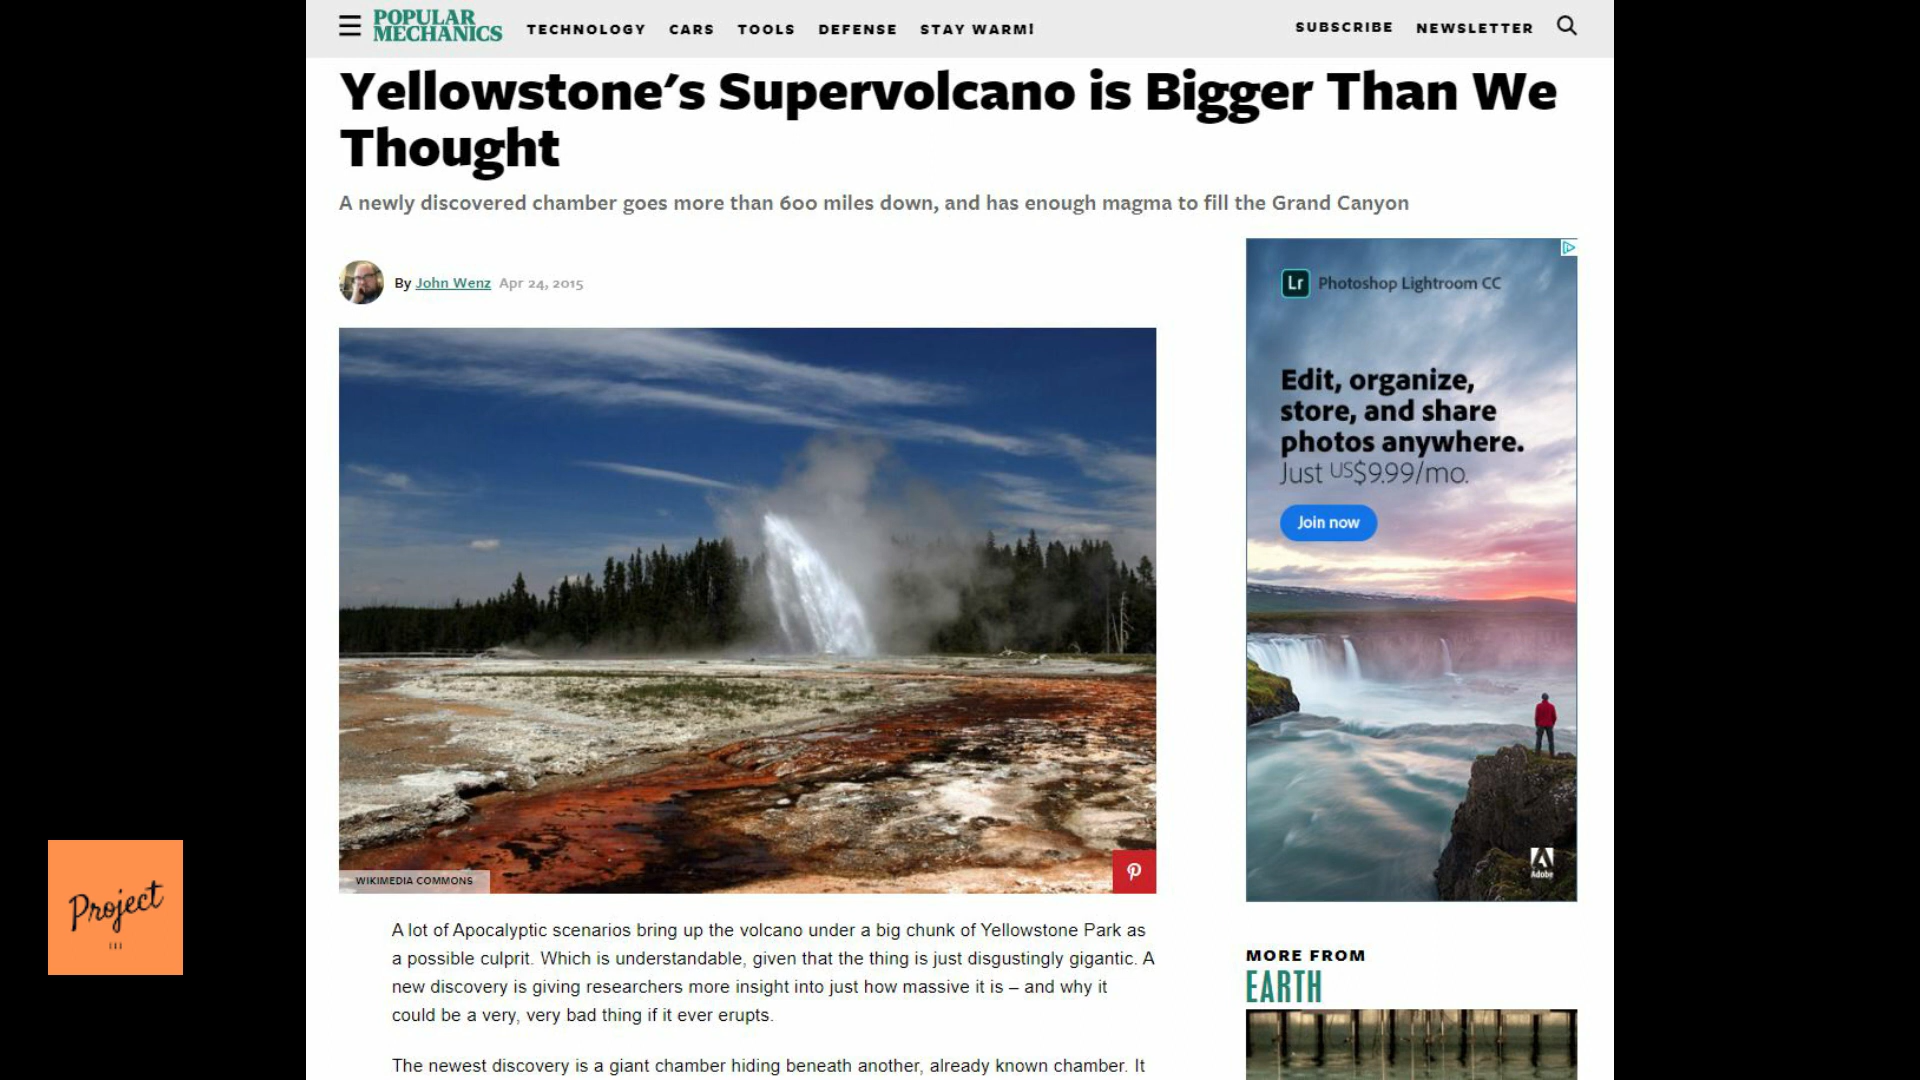 POPULAR
MECHANICS
TECHNOLOGY CARS TOOLS DEFENSE STAY WARM!
SUBSCRIBE NEWSLETTER
Yellowstone's Supervolcano is Bigger Than We
Thought
A newly discovered chamber goes more than 600 miles down, and has enough magma to fill the Grand Canyon
By John Wenz Apr 24, 2015
WIKIMEDIA COMMONS
A lot of Apocalyptic scenarios bring up the volcano under a big chunk of Yellowstone Park as
a possible culprit. Which is understandable, given that the thing is just disgustingly gigantic. A
new discovery is giving researchers more insight into just how massive it is – and why it
could be a very, very bad thing if it ever erupts.
The newest discovery is a giant chamber hiding beneath another, already known chamber. It
Lr Photoshop Lightroom CC
Edit, organize,
store, and share
photos anywhere.
Just US$9.99/mo.
Join now
Adobe
MORE FROM
EARTH
Project